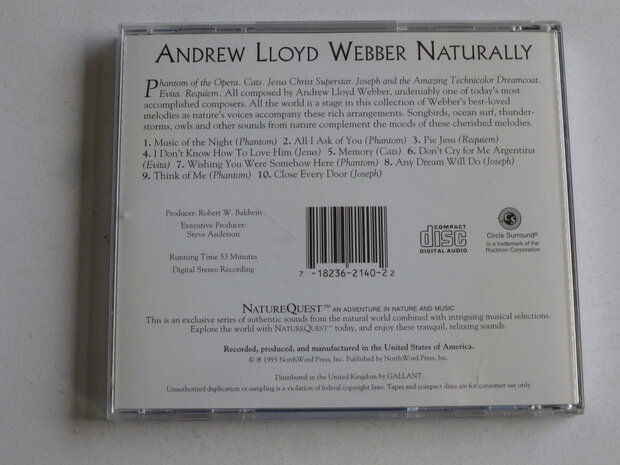 ANDREW LLOYD WEBBER NATURALLY
Phantom of the Opera. Cats. Jesus Christ Superstar. Joseph and the Amazing Technicolor Dreamcoat.
Evita. Requiem. All composed by Andrew Lloyd Webber, undeniably one of today's most
accomplished composers. All the world is a stage in this collection of Webber's best-loved
melodies as nature's voices accompany these rich arrangements. Songbirds, ocean surf, thunder-
storms, owls and other sounds from nature complement the moods of these cherished melodies.
1. Music of the Night (Phantom) 2. All I Ask of You (Phantom) 3. Pie Jesu (Requiem)
4. I Don't Know How To Love Him (Jesus) 5. Memory (Cats) 6. Don't Cry for Me Argentina
(Evita) 7. Wishing You Were Somehow Here (Phantom) 8. Any Dream Will Do (Joseph)
9. Think of Me (Phantom) 10. Close Every Door (Joseph)
Producer: Robert W. Baldwin
Executive Producer:
Steve Anderson
Running Time 53 Minutes
Digital Stereo Recording
7 18236-2140-2 2
COMPACT
disc
DIGITAL AUDIO
CS
Circle Surround®
is a trademark of the
Rocktron Corporation
NATUREQUEST™ AN ADVENTURE IN NATURE AND MUSIC
This is an exclusive series of authentic sounds from the natural world combined with intriguing musical selections.
Explore the world with NATUREQUEST™ today, and enjoy these tranquil, relaxing sounds.
Recorded, produced, and manufactured in the United States of America.
© ℗ 1995 NorthWord Press, Inc. Published by NorthWord Press, Inc.
Distributed in the United Kingdom by GALLANT.
Unauthorized duplication or sampling is a violation of federal copyright laws. Tapes and compact discs are for consumer use only.